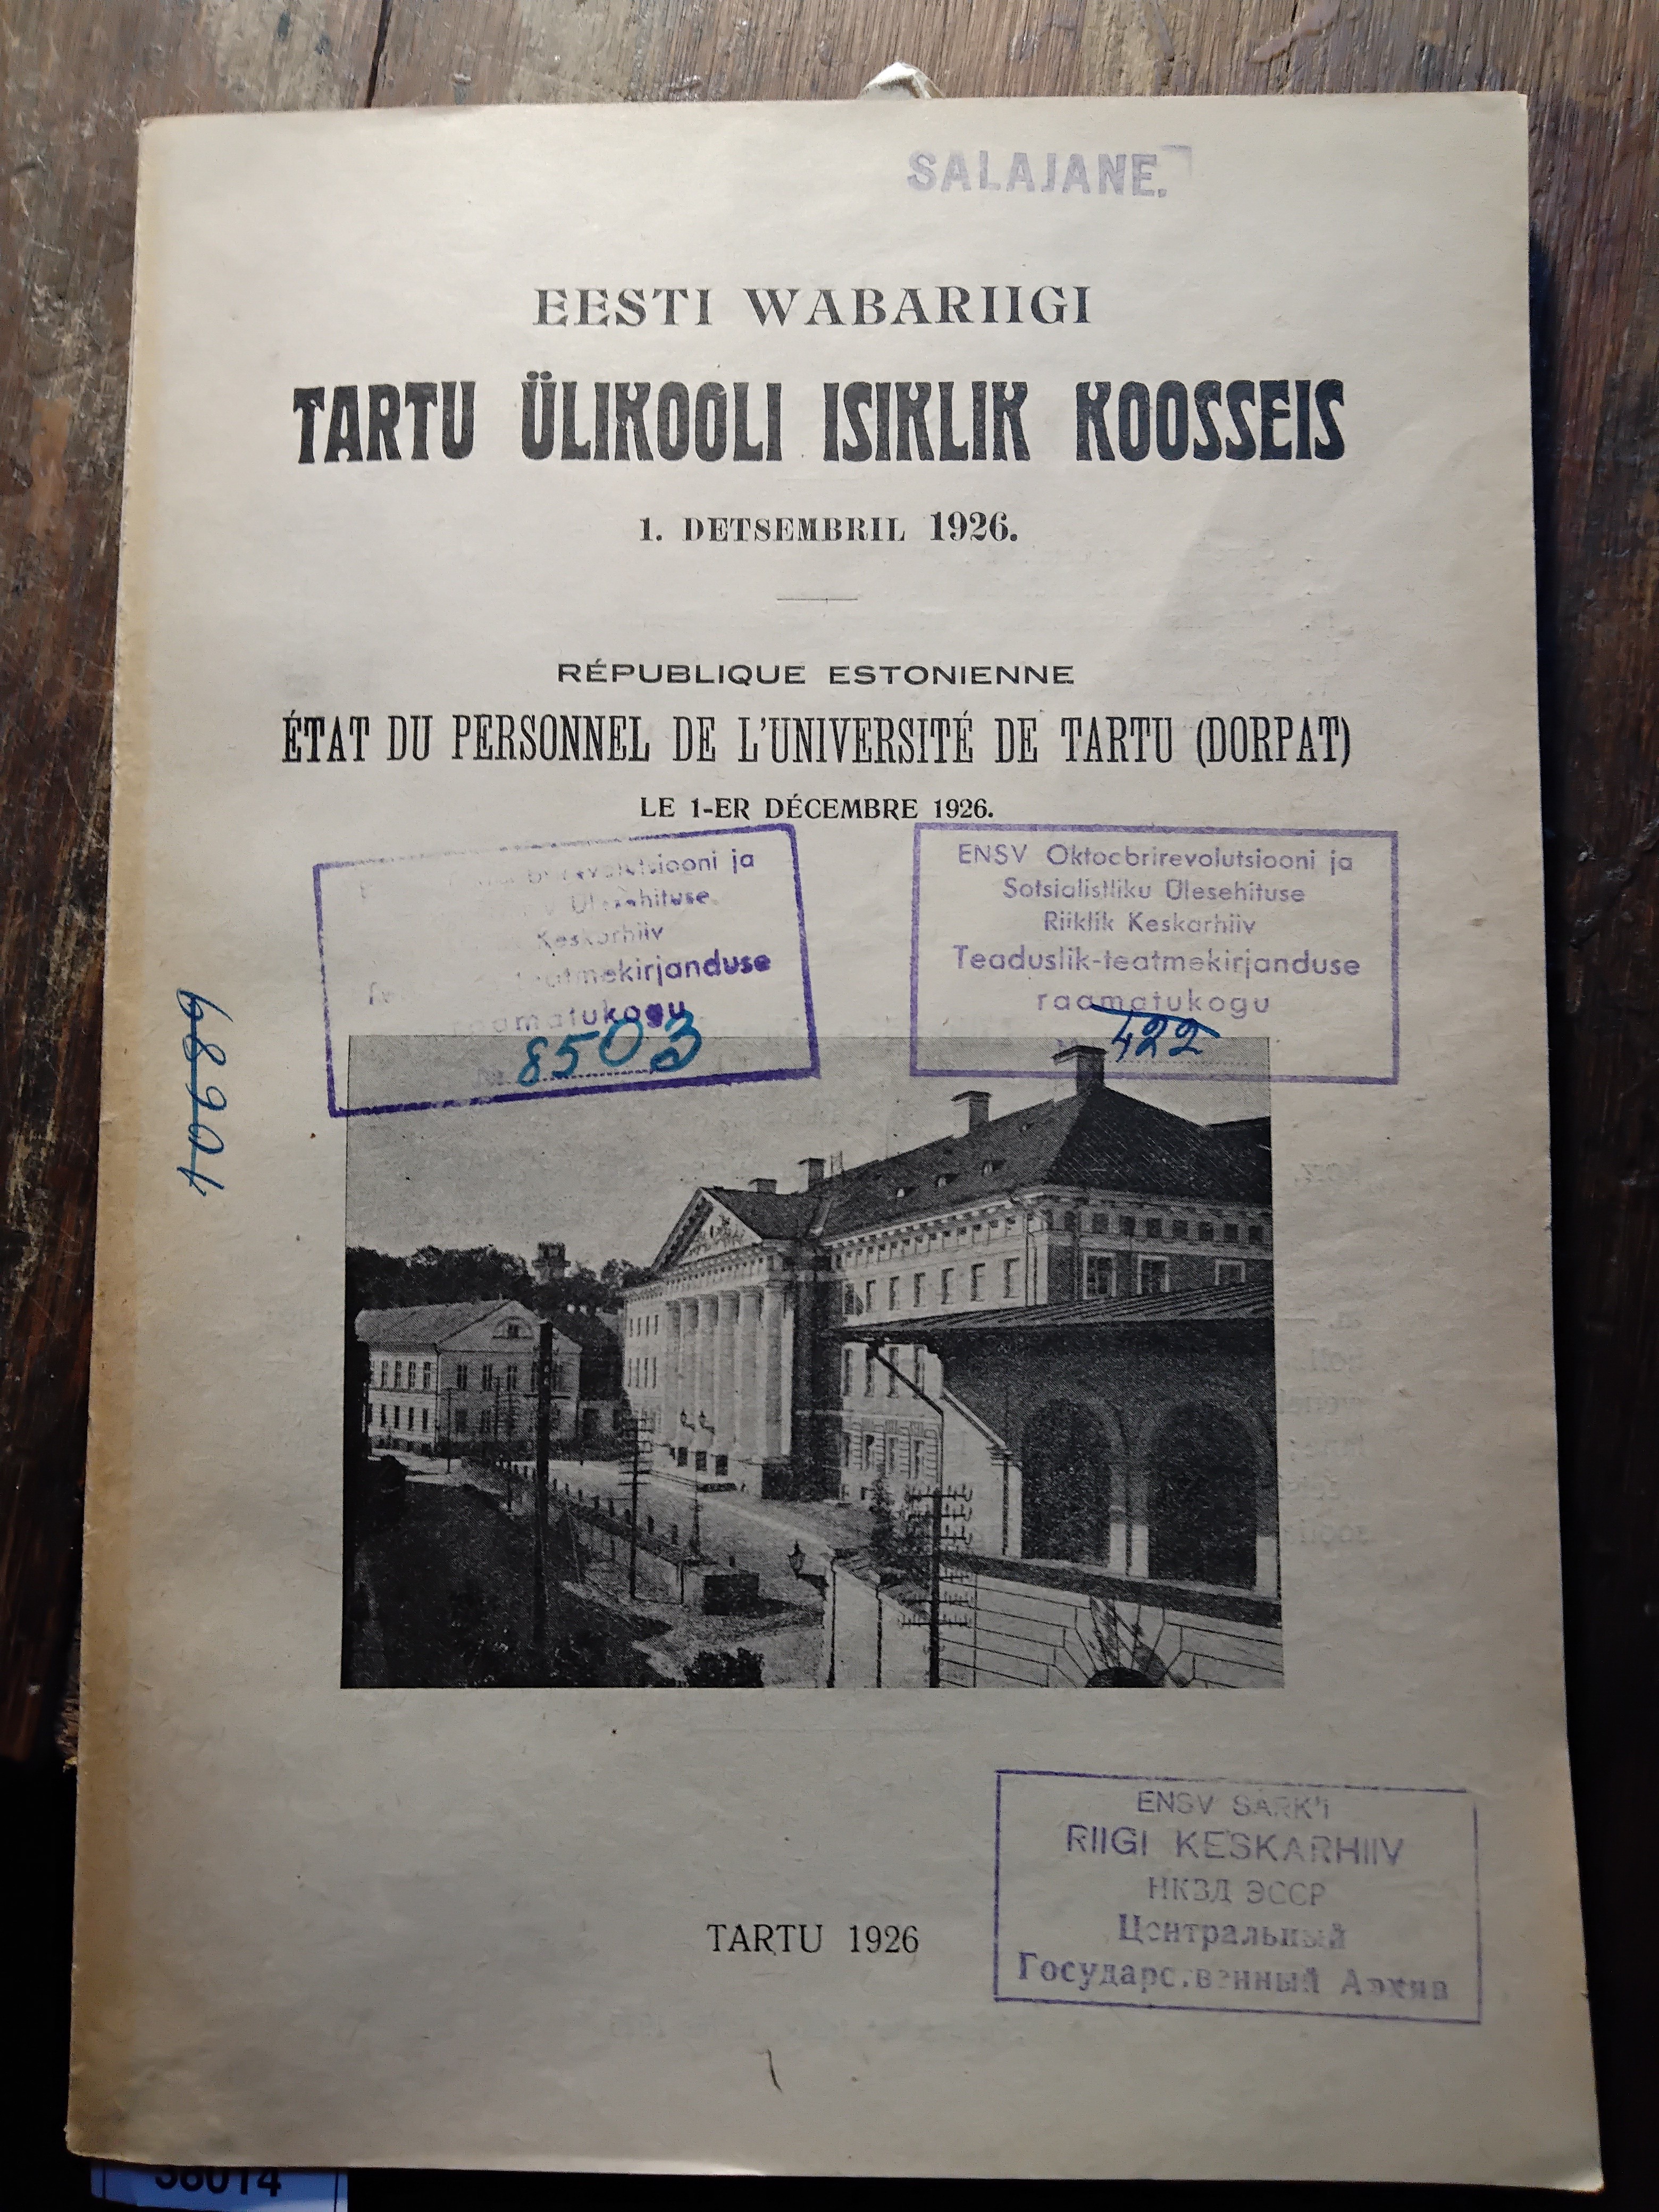 SALAJANE.
EESTI WABARIIGI
TARTU ÜLIKOOLI ISIKLIK KOOSSEIS
1. DETSEMBRIL 1926.
RÉPUBLIQUE ESTONIENNE
ÉTAT DU PERSONNEL DE L'UNIVERSITÉ DE TARTU (DORPAT)
LE 1-ER DÉCEMBRE 1926.
ja
Ülesehituse
Keskarhiiv
raamatukogu
8503
ENSV Oktoobrirevolutsiooni ja
Sotsialistliku Ülesehituse
Riiklik Keskarhiiv
Teaduslik-teatmekirjanduse
raamatukogu
422
10689
TARTU 1926
ENSV SARK'i
RIIGI KESKARHIIV
НКВД ЭССР
Центральный
Государственный Архив